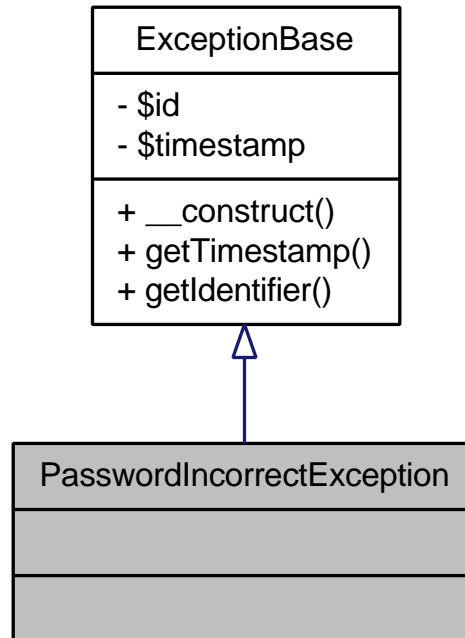 ExceptionBase
- $id
- $timestamp
+ __construct()
+ getTimestamp()
+ getIdentifier()
PasswordIncorrectException